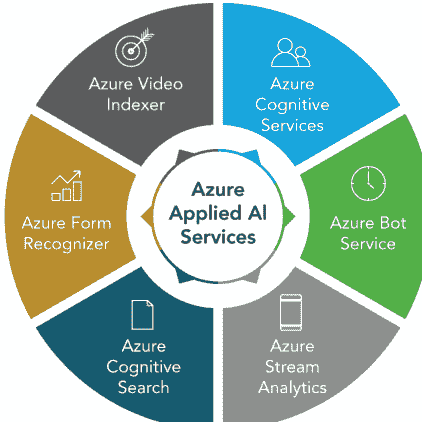 Azure Video
Indexer
Azure
Cognitive
Services
Azure Form
Recognizer
Azure
Applied AI
Services
Azure Bot
Service
Azure
Cognitive
Search
Azure
Stream
Analytics